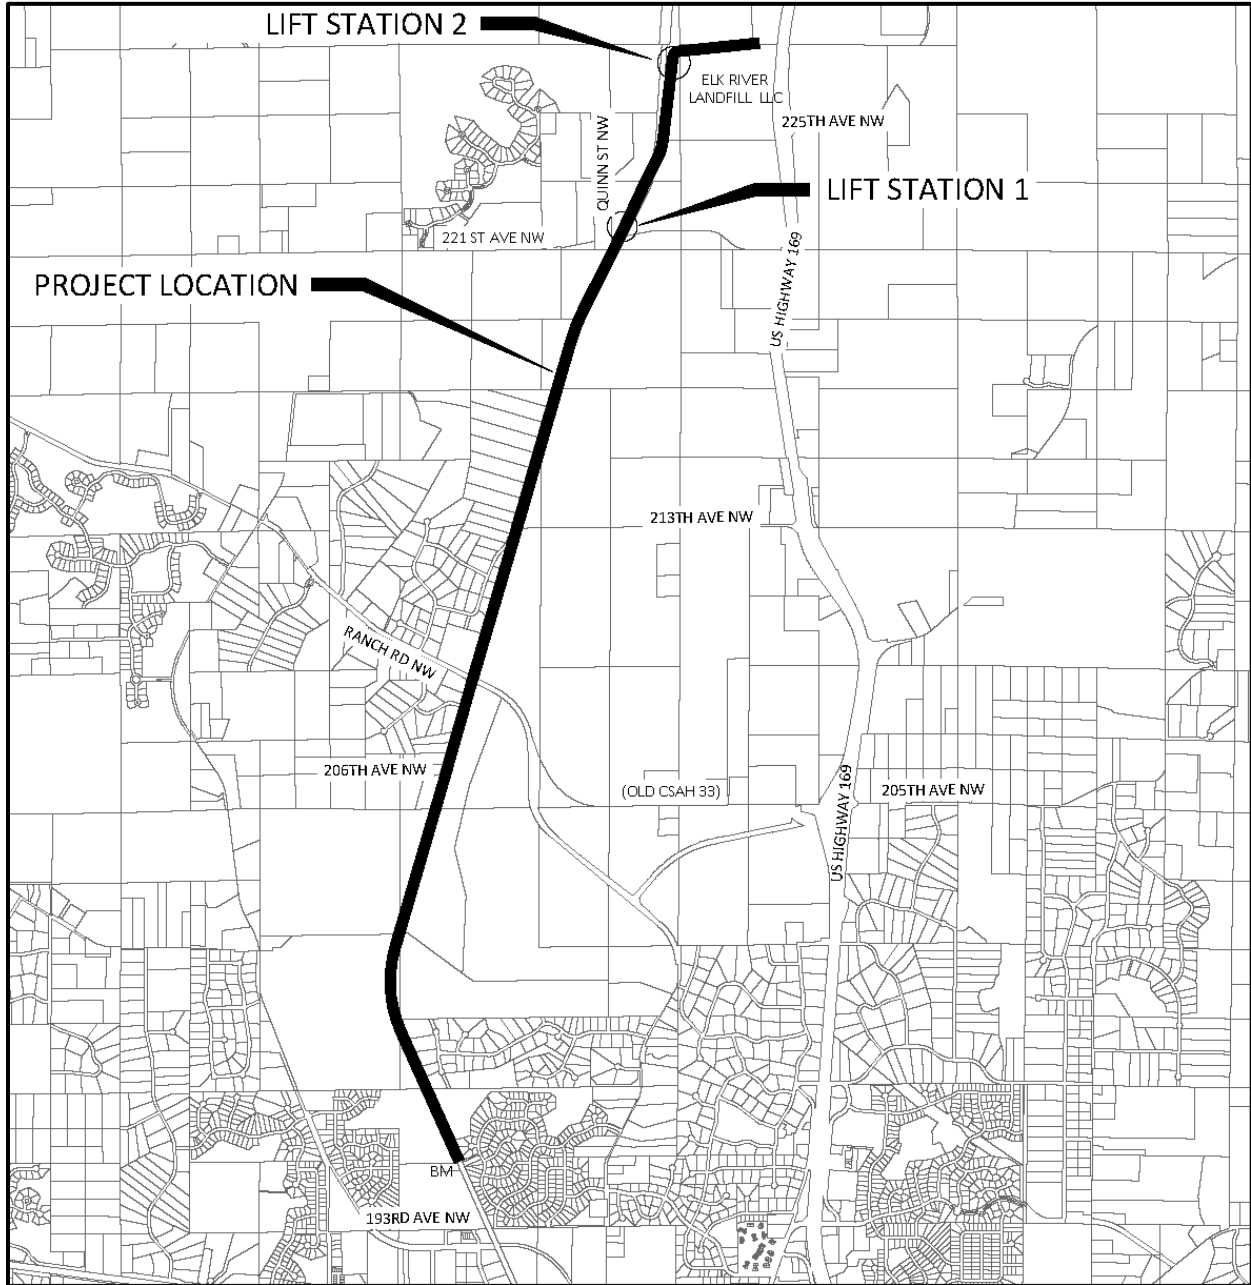 LIFT STATION 2
ELK RIVER
LANDFILL LLC
225TH AVE NW
QUINN ST NW
LIFT STATION 1
221 ST AVE NW
US HIGHWAY 169
PROJECT LOCATION
213TH AVE NW
RANCH RD NW
206TH AVE NW
(OLD CSAH 33)
US HIGHWAY 169
205TH AVE NW
BM
193RD AVE NW